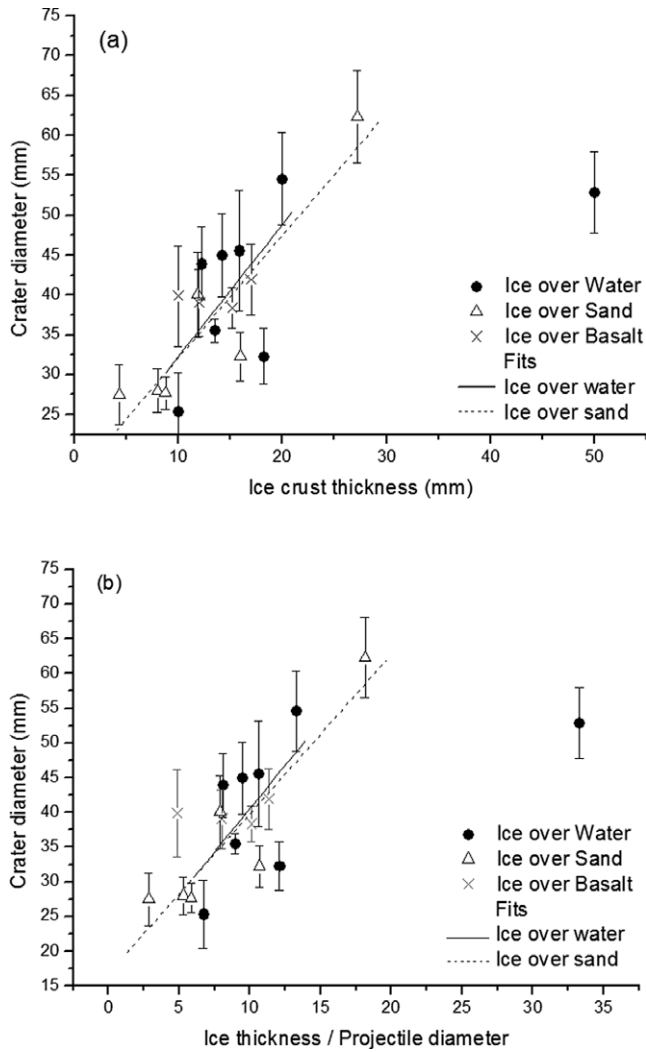 (a)
75
70
65
60
55
50
45
40
35
30
25
Crater diameter (mm)
Ice over Water
Ice over Sand
Ice over Basalt
Fits
Ice over water
Ice over sand
0 10 20 30 40 50
Ice crust thickness (mm)
(b)
75
70
65
60
55
50
45
40
35
30
25
20
15
Crater diameter (mm)
Ice over Water
Ice over Sand
Ice over Basalt
Fits
Ice over water
Ice over sand
0 5 10 15 20 25 30 35
Ice thickness / Projectile diameter